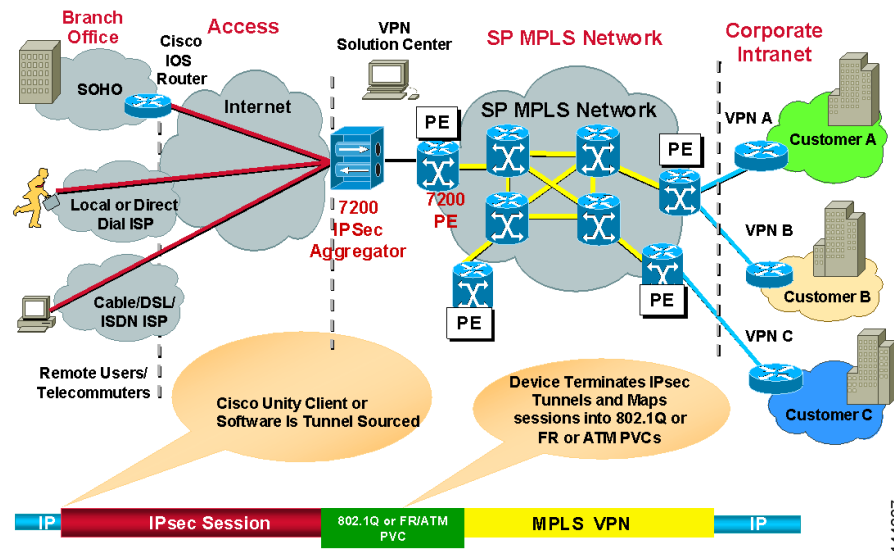 Branch
Office
Access
Cisco
IOS
Router
VPN
Solution Center
SP MPLS Network
Corporate
Intranet
SOHO
Internet
SP MPLS Network
PE
PE
VPN A
Customer A
Local or Direct
Dial ISP
7200
IPSec
Aggregator
7200
PE
VPN B
Customer B
Cable/DSL/
ISDN ISP
PE
PE
VPN C
Customer C
Remote Users/
Telecommuters
Cisco Unity Client or
Software Is Tunnel Sourced
Device Terminates IPsec
Tunnels and Maps
sessions into 802.1Q or
FR or ATM PVCs
IP
IPsec Session
802.1Q or FR/ATM
PVC
MPLS VPN
IP